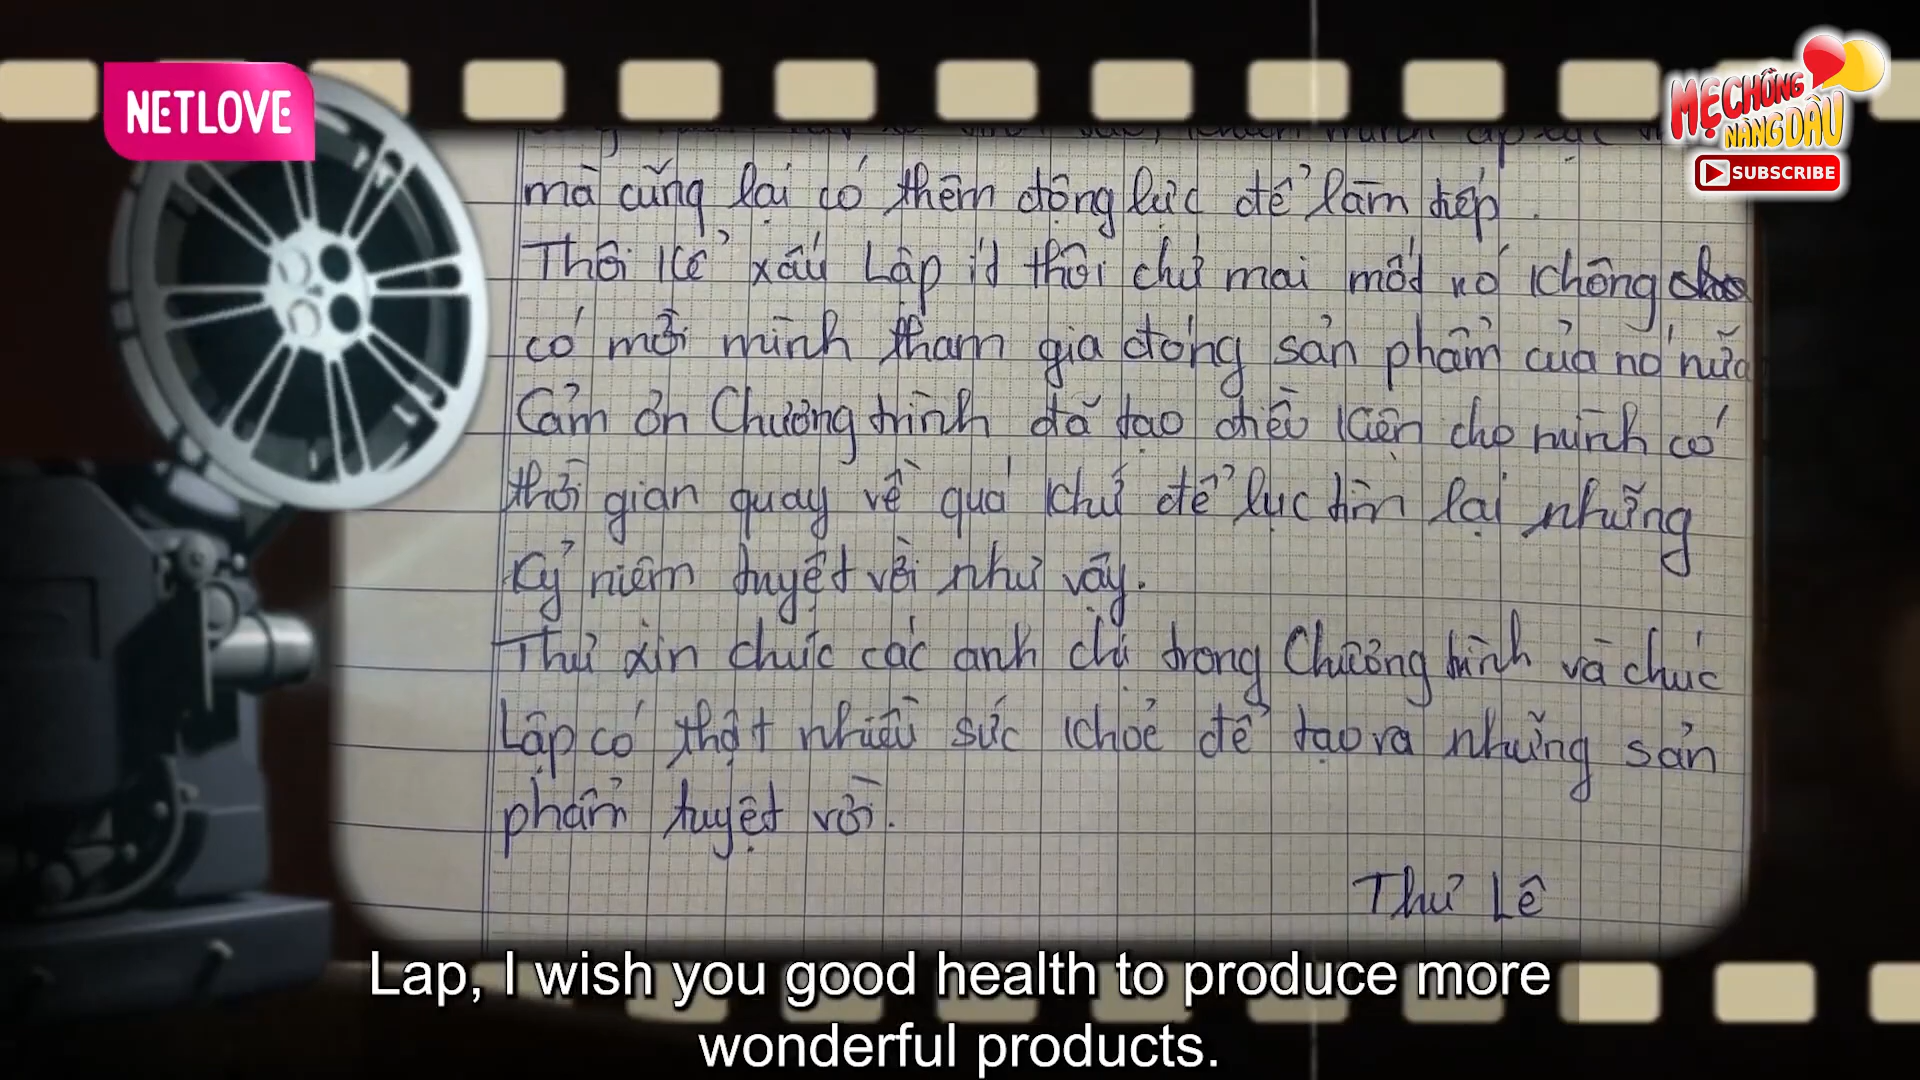 NETLOVE
MẸ CHỒNG
NÀNG DÂU
SUBSCRIBE
mà cũng lại có thêm động lực để làm tiếp.
Thôi kể xấu Lập ít thôi chứ mai mốt nó không
có mời mình tham gia đóng sản phẩm của nó nữa
Cảm ơn Chương trình đã tạo điều kiện cho mình có
thời gian quay về quá khứ để lục tìm lại những
kỷ niệm tuyệt vời như vậy.
Thư xin chúc các anh chị trong Chương trình và chúc
Lập có thật nhiều sức khỏe để tạo ra những sản
phẩm tuyệt vời.
Thư Lê
Lap, I wish you good health to produce more
wonderful products.